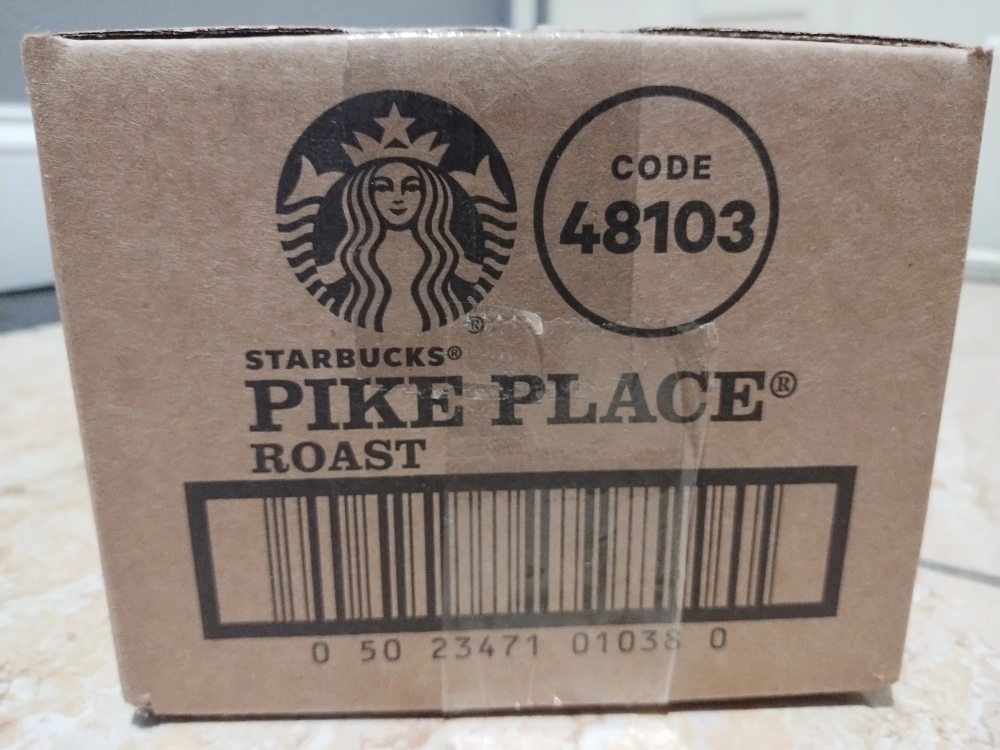 CODE
48103
®
STARBUCKS®
PIKE PLACE®
ROAST
0 50 23471 01038 0